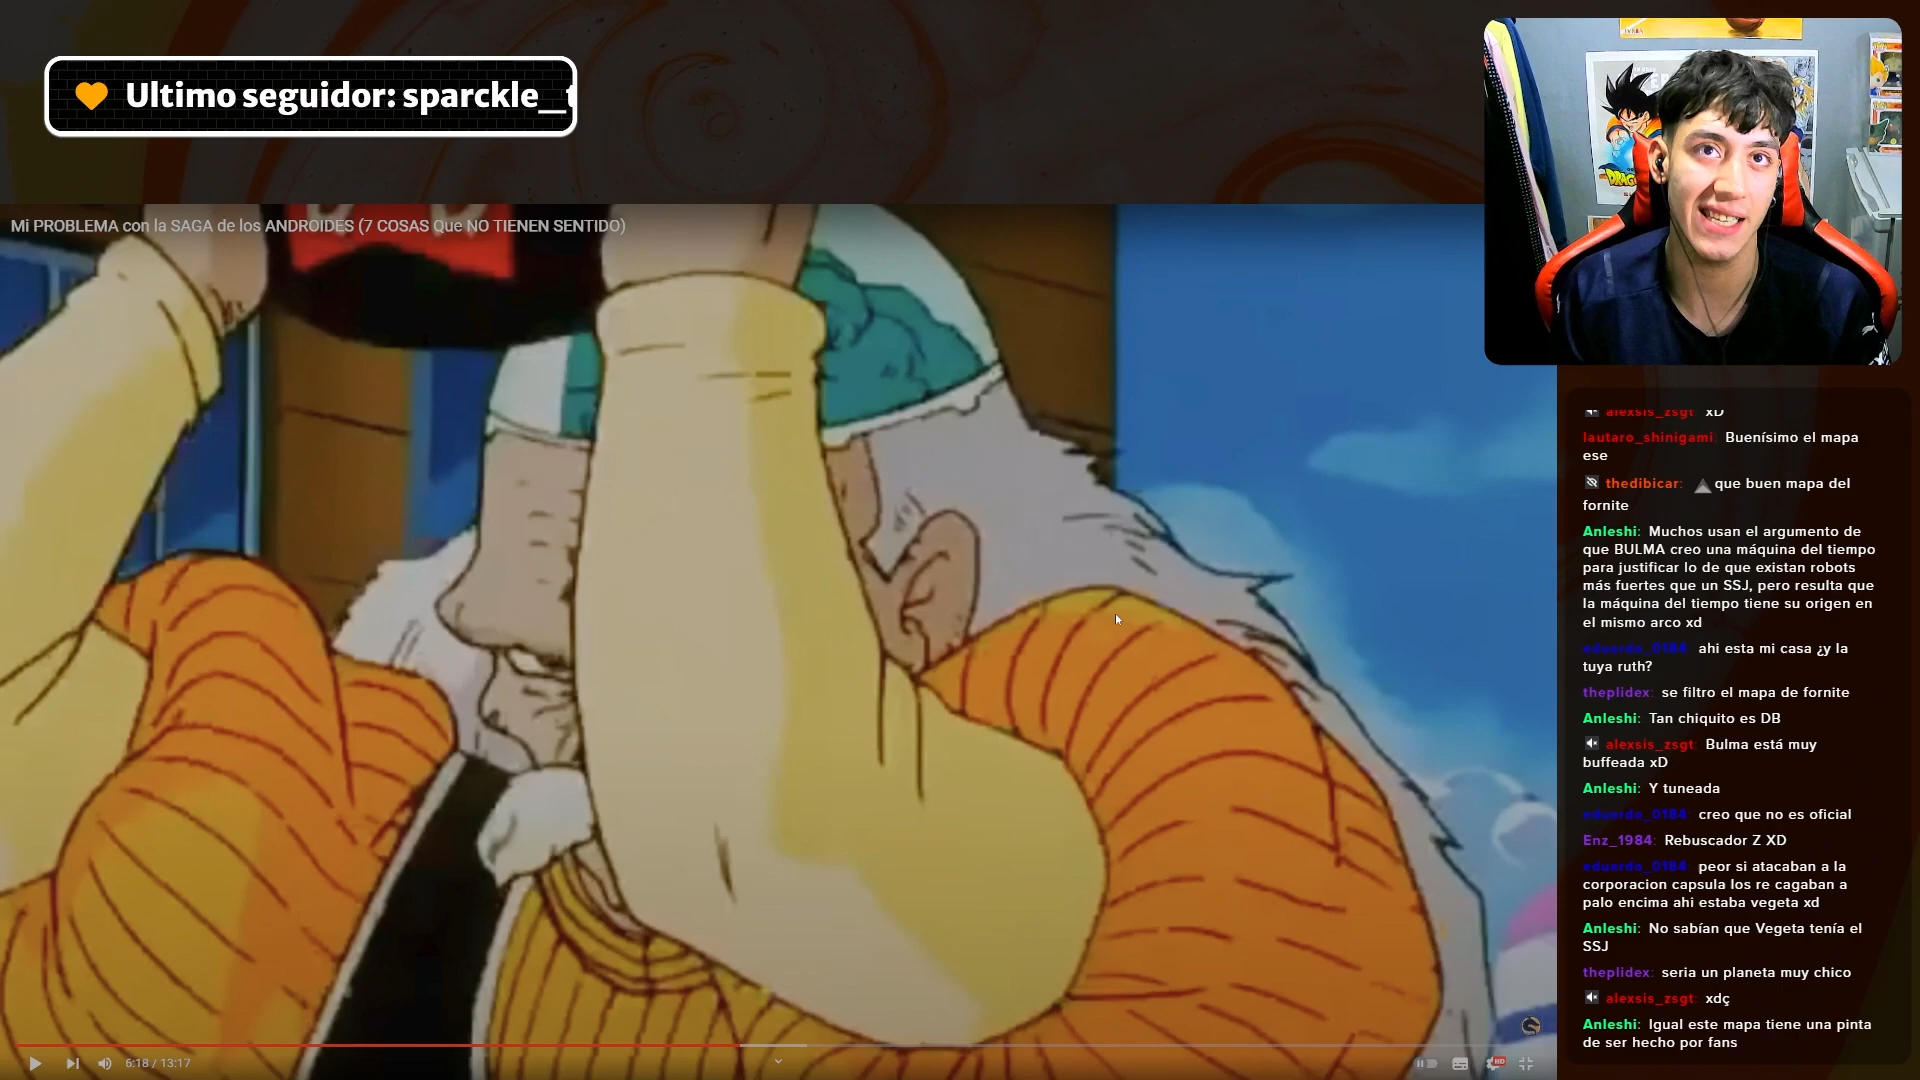 Ultimo seguidor: sparckle_t
Mi PROBLEMA con la SAGA de los ANDROIDES (7 COSAS Que NO TIENEN SENTIDO)
alexsis_zsgt: xD
lautaro_shinigami: Buenísimo el mapa
ese
thedibicar: que buen mapa del
fornite
Anleshi: Muchos usan el argumento de
que BULMA creo una máquina del tiempo
para justificar lo de que existan robots
más fuertes que un SSJ, pero resulta que
la máquina del tiempo tiene su origen en
el mismo arco xd
eduardo_0184: ahi esta mi casa ¿y la
tuya ruth?
theplidex: se filtro el mapa de fornite
Anleshi: Tan chiquito es DB
alexsis_zsgt: Bulma está muy
buffeada xD
Anleshi: Y tuneada
eduardo_0184: creo que no es oficial
Enz_1984: Rebuscador Z XD
eduardo_0184: peor si atacaban a la
corporacion capsula los re cagaban a
palo encima ahi estaba vegeta xd
Anleshi: No sabían que Vegeta tenía el
SSJ
theplidex: seria un planeta muy chico
alexsis_zsgt: xdç
Anleshi: Igual este mapa tiene una pinta
de ser hecho por fans
6:18 / 13:17
HD